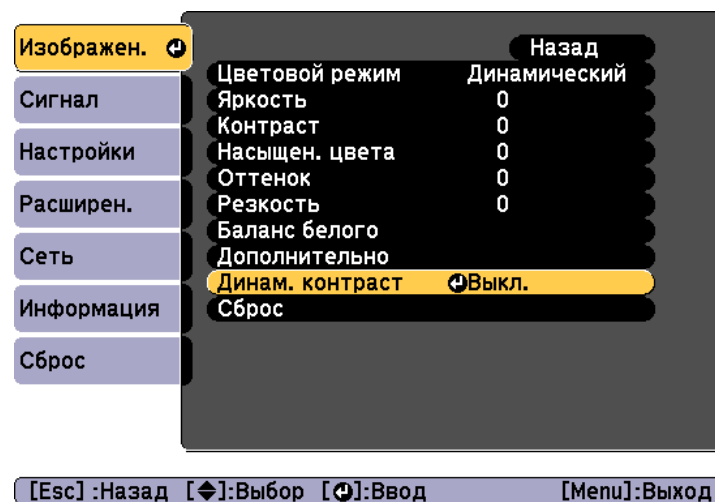 Изображен.
Сигнал
Настройки
Расширен.
Сеть
Информация
Сброс
Назад
Цветовой режим Динамический
Яркость 0
Контраст 0
Насыщен. цвета 0
Оттенок 0
Резкость 0
Баланс белого
Дополнительно
Динам. контраст Выкл.
Сброс
[Esc] :Назад [◆]:Выбор [⏎]:Ввод [Menu]:Выход